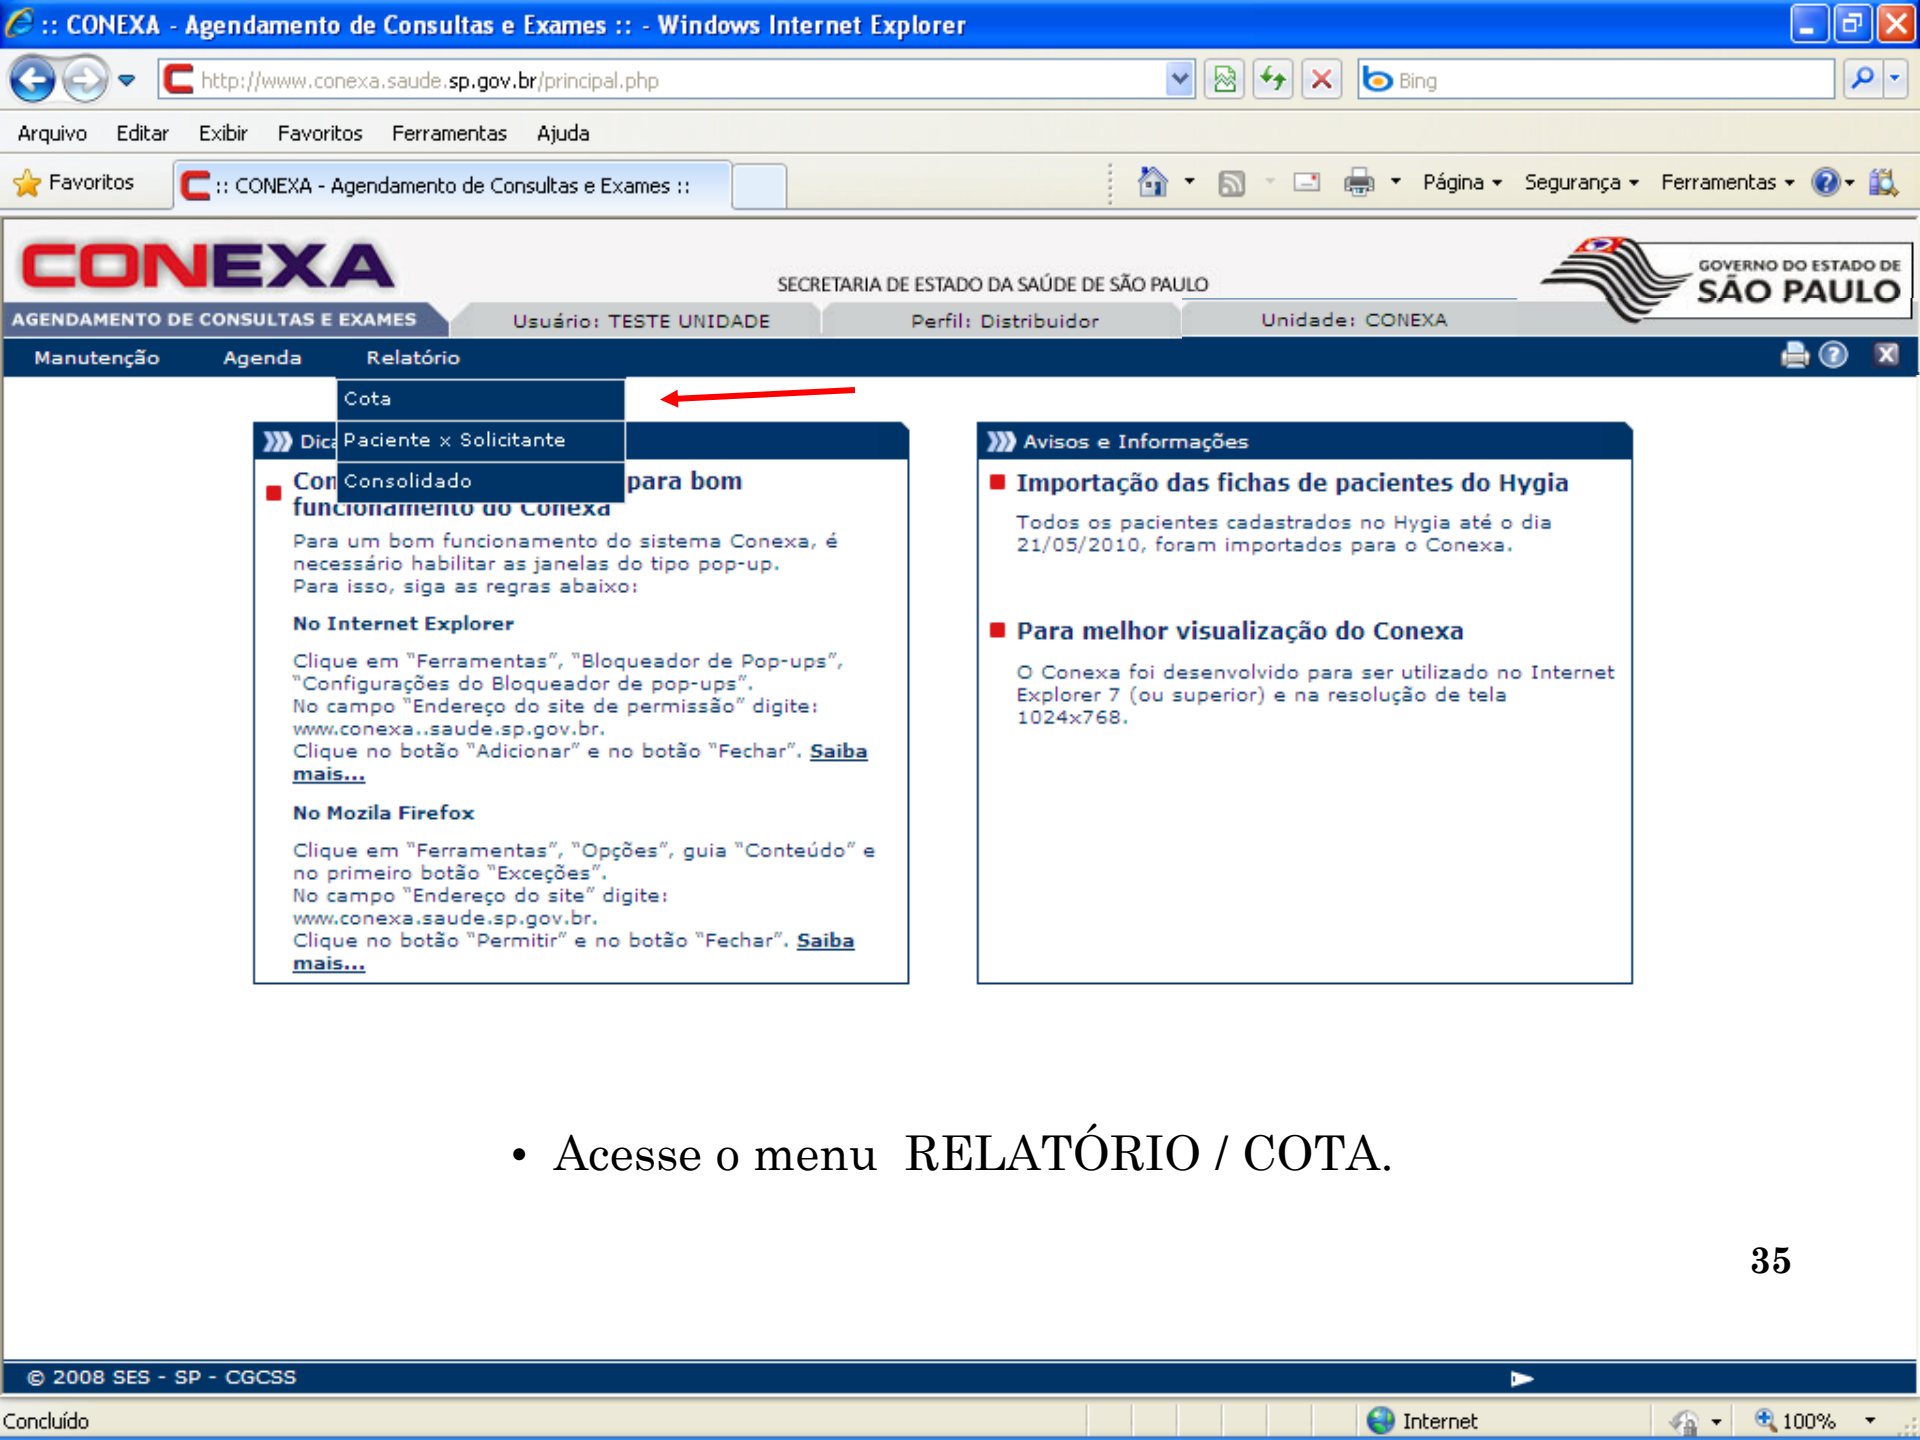 :: CONEXA - Agendamento de Consultas e Exames :: - Windows Internet Explorer
http://www.conexa.saude.sp.gov.br/principal.php
Bing
Arquivo Editar Exibir Favoritos Ferramentas Ajuda
Favoritos
:: CONEXA - Agendamento de Consultas e Exames ::
Página Segurança Ferramentas
CONEXA
SECRETARIA DE ESTADO DA SAÚDE DE SÃO PAULO
GOVERNO DO ESTADO DE
SÃO PAULO
AGENDAMENTO DE CONSULTAS E EXAMES
Usuário: TESTE UNIDADE
Perfil: Distribuidor
Unidade: CONEXA
Manutenção Agenda Relatório
Cota
Paciente x Solicitante
Consolidado
Dica
para bom
funcionamento do Conexa
Para um bom funcionamento do sistema Conexa, é
necessário habilitar as janelas do tipo pop-up.
Para isso, siga as regras abaixo:
No Internet Explorer
Clique em "Ferramentas", "Bloqueador de Pop-ups",
"Configurações do Bloqueador de pop-ups".
No campo "Endereço do site de permissão" digite:
www.conexa..saude.sp.gov.br.
Clique no botão "Adicionar" e no botão "Fechar". Saiba
mais...
No Mozila Firefox
Clique em "Ferramentas", "Opções", guia "Conteúdo" e
no primeiro botão "Exceções".
No campo "Endereço do site" digite:
www.conexa.saude.sp.gov.br.
Clique no botão "Permitir" e no botão "Fechar". Saiba
mais...
Avisos e Informações
Importação das fichas de pacientes do Hygia
Todos os pacientes cadastrados no Hygia até o dia
21/05/2010, foram importados para o Conexa.
Para melhor visualização do Conexa
O Conexa foi desenvolvido para ser utilizado no Internet
Explorer 7 (ou superior) e na resolução de tela
1024x768.
• Acesse o menu RELATÓRIO / COTA.
35
© 2008 SES - SP - CGCSS
Concluído
Internet
100%